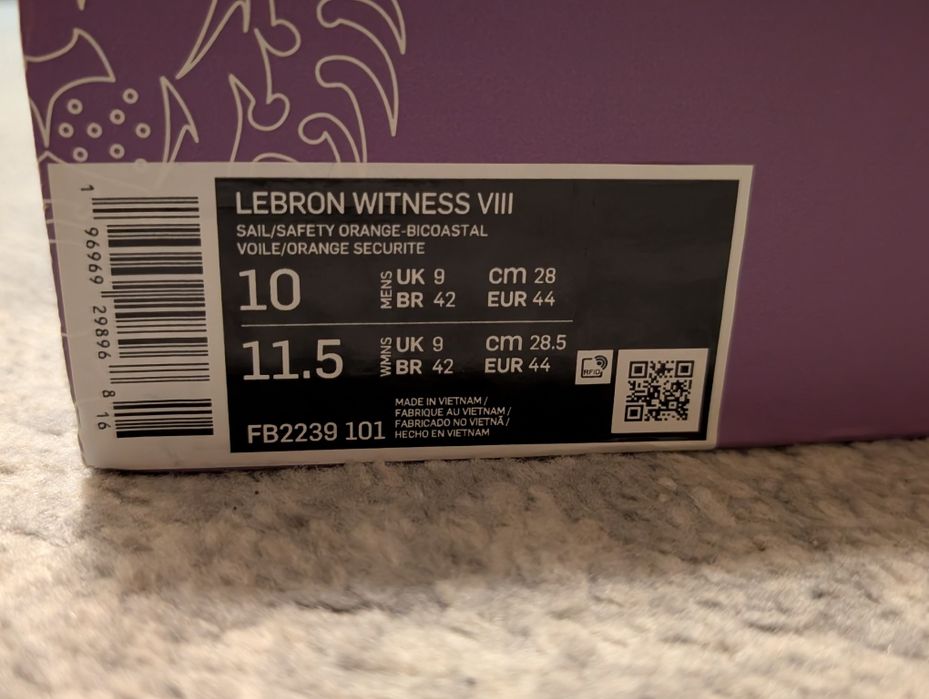 LEBRON WITNESS VIII
SAIL/SAFETY ORANGE-BICOASTAL
VOILE/ORANGE SECURITE
10 MENS UK 9 cm 28
BR 42 EUR 44
11.5 WMNS UK 9 cm 28.5
BR 42 EUR 44
RFID
FB2239 101
MADE IN VIETNAM /
FABRIQUE AU VIETNAM /
FABRICADO NO VIETNÃ /
HECHO EN VIETNAM
1 96969 29896 8 16